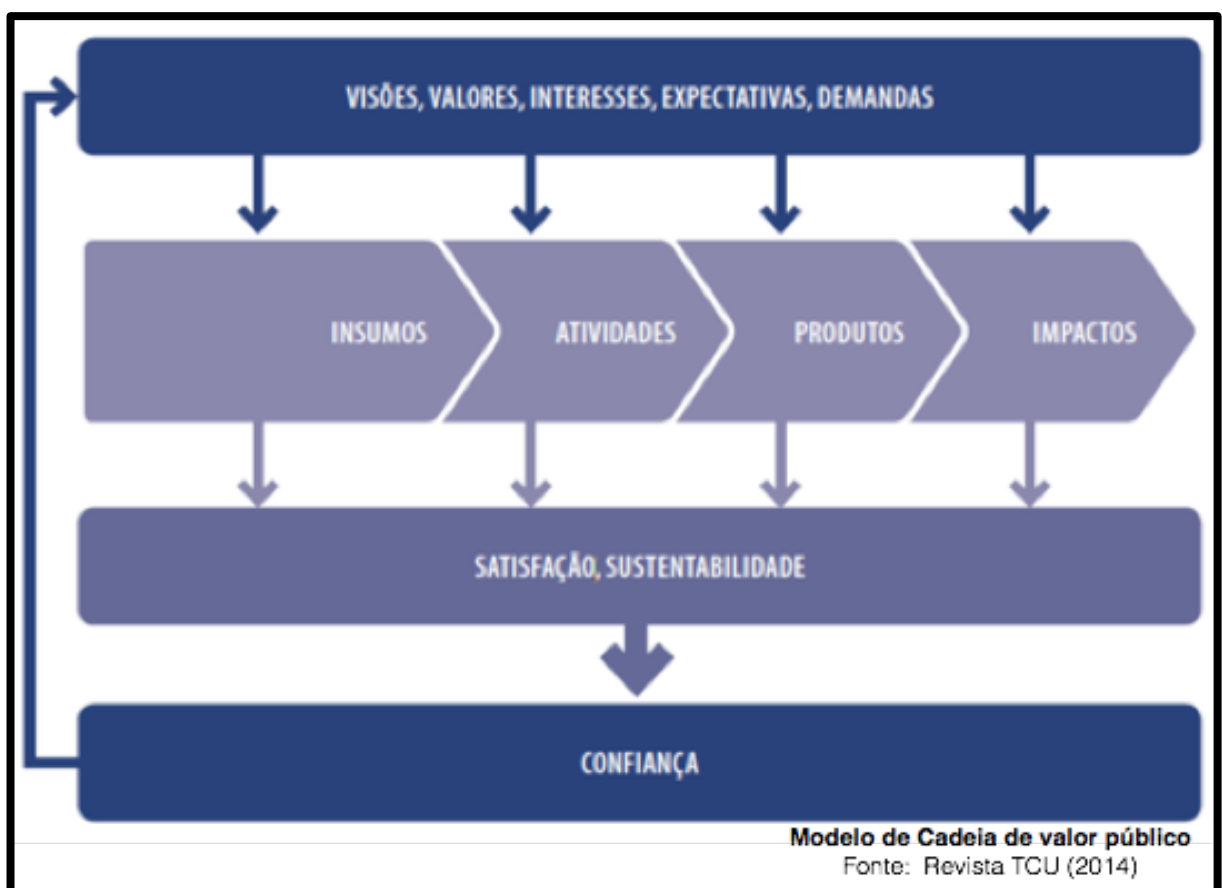 VISÕES, VALORES, INTERESSES, EXPECTATIVAS, DEMANDAS
INSUMOS
ATIVIDADES
PRODUTOS
IMPACTOS
SATISFAÇÃO, SUSTENTABILIDADE
CONFIANÇA
Modelo de Cadeia de valor público
Fonte: Revista TCU (2014)